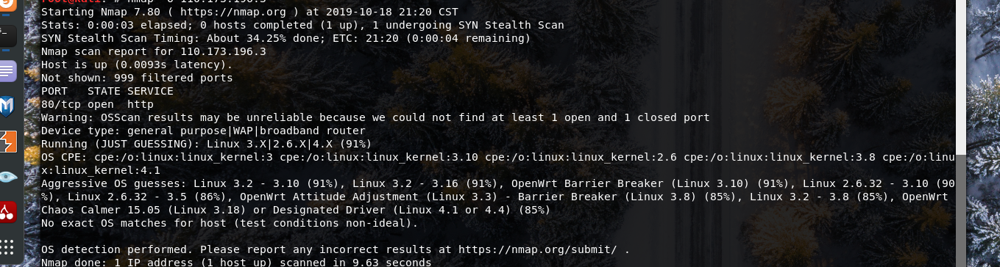 root@kali:~# nmap -O 110.173.196.3
Starting Nmap 7.80 ( https://nmap.org ) at 2019-10-18 21:20 CST
Stats: 0:00:03 elapsed; 0 hosts completed (1 up), 1 undergoing SYN Stealth Scan
SYN Stealth Scan Timing: About 34.25% done; ETC: 21:20 (0:00:04 remaining)
Nmap scan report for 110.173.196.3
Host is up (0.0093s latency).
Not shown: 999 filtered ports
PORT   STATE SERVICE
80/tcp open  http
Warning: OSScan results may be unreliable because we could not find at least 1 open and 1 closed port
Device type: general purpose|WAP|broadband router
Running (JUST GUESSING): Linux 3.X|2.6.X|4.X (91%)
OS CPE: cpe:/o:linux:linux_kernel:3 cpe:/o:linux:linux_kernel:3.10 cpe:/o:linux:linux_kernel:2.6 cpe:/o:linux:linux_kernel:3.8 cpe:/o:linu
x:linux_kernel:4.1
Aggressive OS guesses: Linux 3.2 - 3.10 (91%), Linux 3.2 - 3.16 (91%), OpenWrt Barrier Breaker (Linux 3.10) (91%), Linux 2.6.32 - 3.10 (90
%), Linux 2.6.32 - 3.5 (86%), OpenWrt Attitude Adjustment (Linux 3.3) - Barrier Breaker (Linux 3.8) (85%), Linux 3.2 - 3.8 (85%), OpenWrt
Chaos Calmer 15.05 (Linux 3.18) or Designated Driver (Linux 4.1 or 4.4) (85%)
No exact OS matches for host (test conditions non-ideal).
OS detection performed. Please report any incorrect results at https://nmap.org/submit/ .
Nmap done: 1 IP address (1 host up) scanned in 9.63 seconds